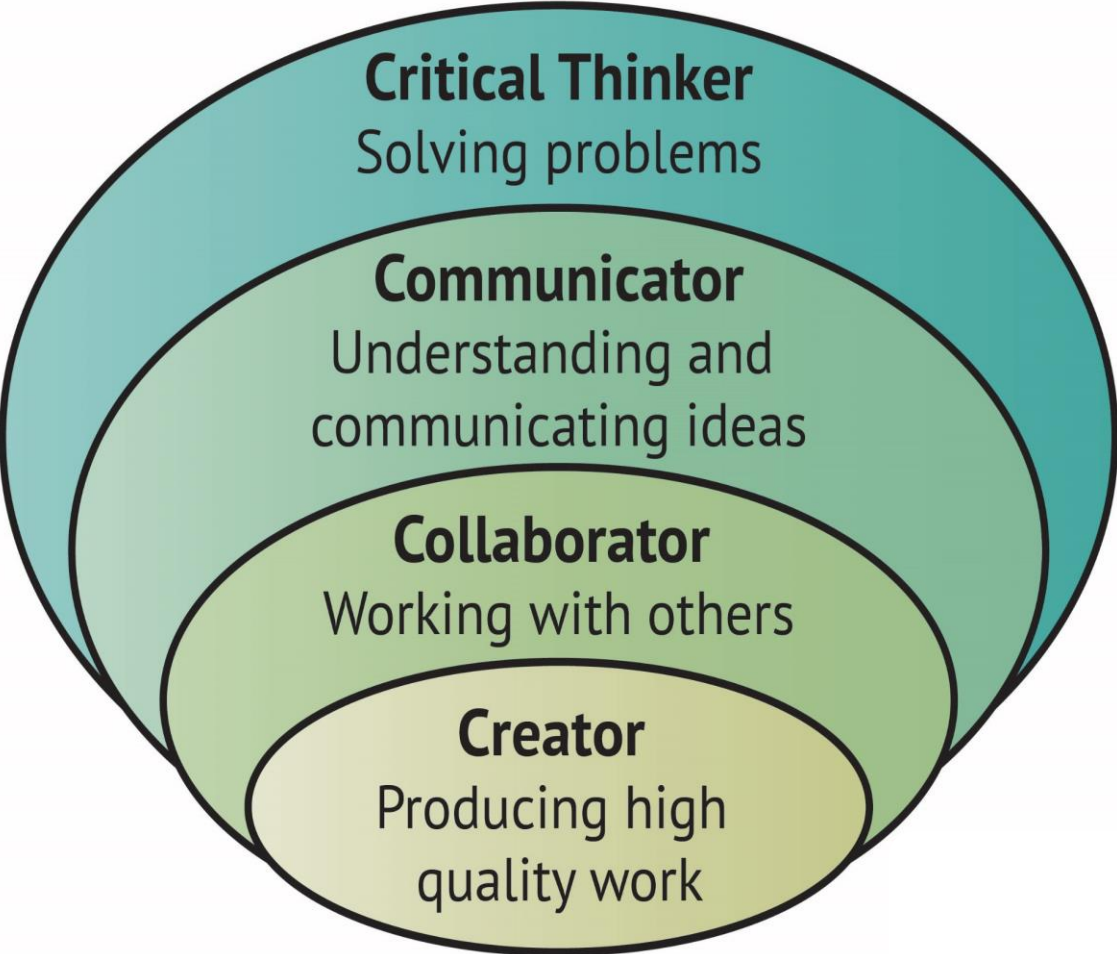 Critical Thinker
Solving problems
Communicator
Understanding and
communicating ideas
Collaborator
Working with others
Creator
Producing high
quality work